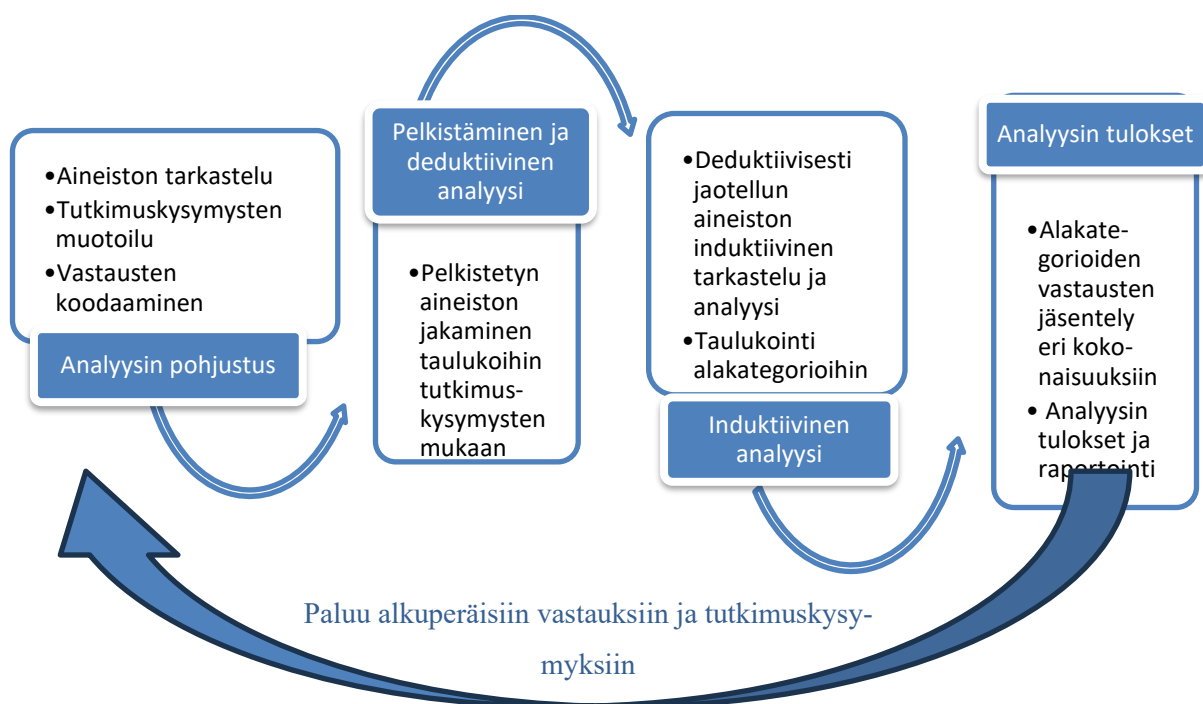 •Aineiston tarkastelu
•Tutkimuskysymysten
muotoilu
•Vastausten
koodaaminen
Analyysin pohjustus
Pelkistäminen ja
deduktiivinen
analyysi
•Pelkistetyn
aineiston
jakaminen
taulukoihin
tutkimus-
kysymysten
mukaan
•Deduktiivisesti
jaotellun
aineiston
induktiivinen
tarkastelu ja
analyysi
•Taulukointi
alakategorioihin
Induktiivinen
analyysi
Analyysin tulokset
•Alakate-
gorioiden
vastausten
jäsentely
eri koko-
naisuuksiin
• Analyysin
tulokset ja
raportointi
Paluu alkuperäisiin vastauksiin ja tutkimuskysy-
myksiin